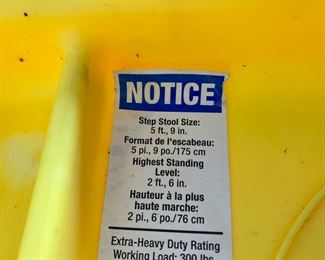 NOTICE
Step Stool Size:
5 ft., 9 in.
Format de l'escabeau:
5 pi., 9 po./175 cm
Highest Standing
Level:
2 ft., 6 in.
Hauteur à la plus
haute marche:
2 pi., 6 po./76 cm
Extra-Heavy Duty Rating
Working Load: 300 lbs.